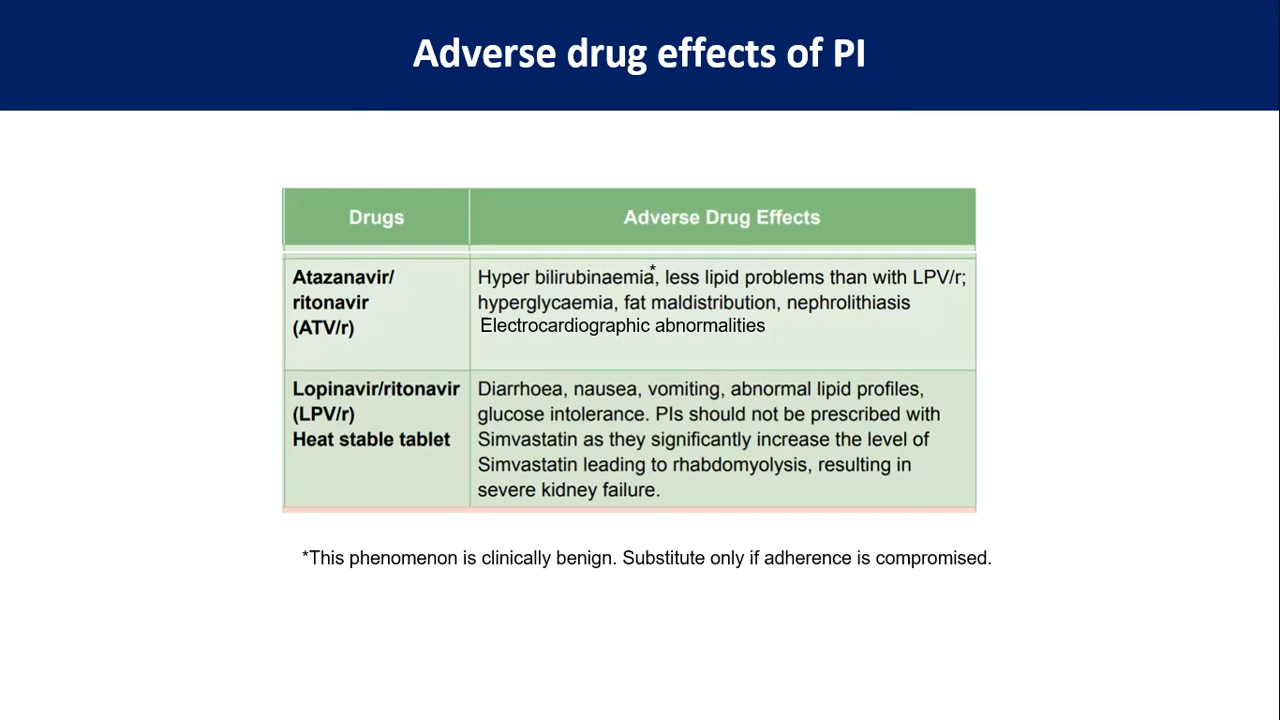 Adverse drug effects of PI
Drugs
Adverse Drug Effects
Atazanavir/
ritonavir
(ATV/r)
Hyper bilirubinaemia*, less lipid problems than with LPV/r;
hyperglycaemia, fat maldistribution, nephrolithiasis
Electrocardiographic abnormalities
Lopinavir/ritonavir
(LPV/r)
Heat stable tablet
Diarrhoea, nausea, vomiting, abnormal lipid profiles,
glucose intolerance. PIs should not be prescribed with
Simvastatin as they significantly increase the level of
Simvastatin leading to rhabdomyolysis, resulting in
severe kidney failure.
*This phenomenon is clinically benign. Substitute only if adherence is compromised.